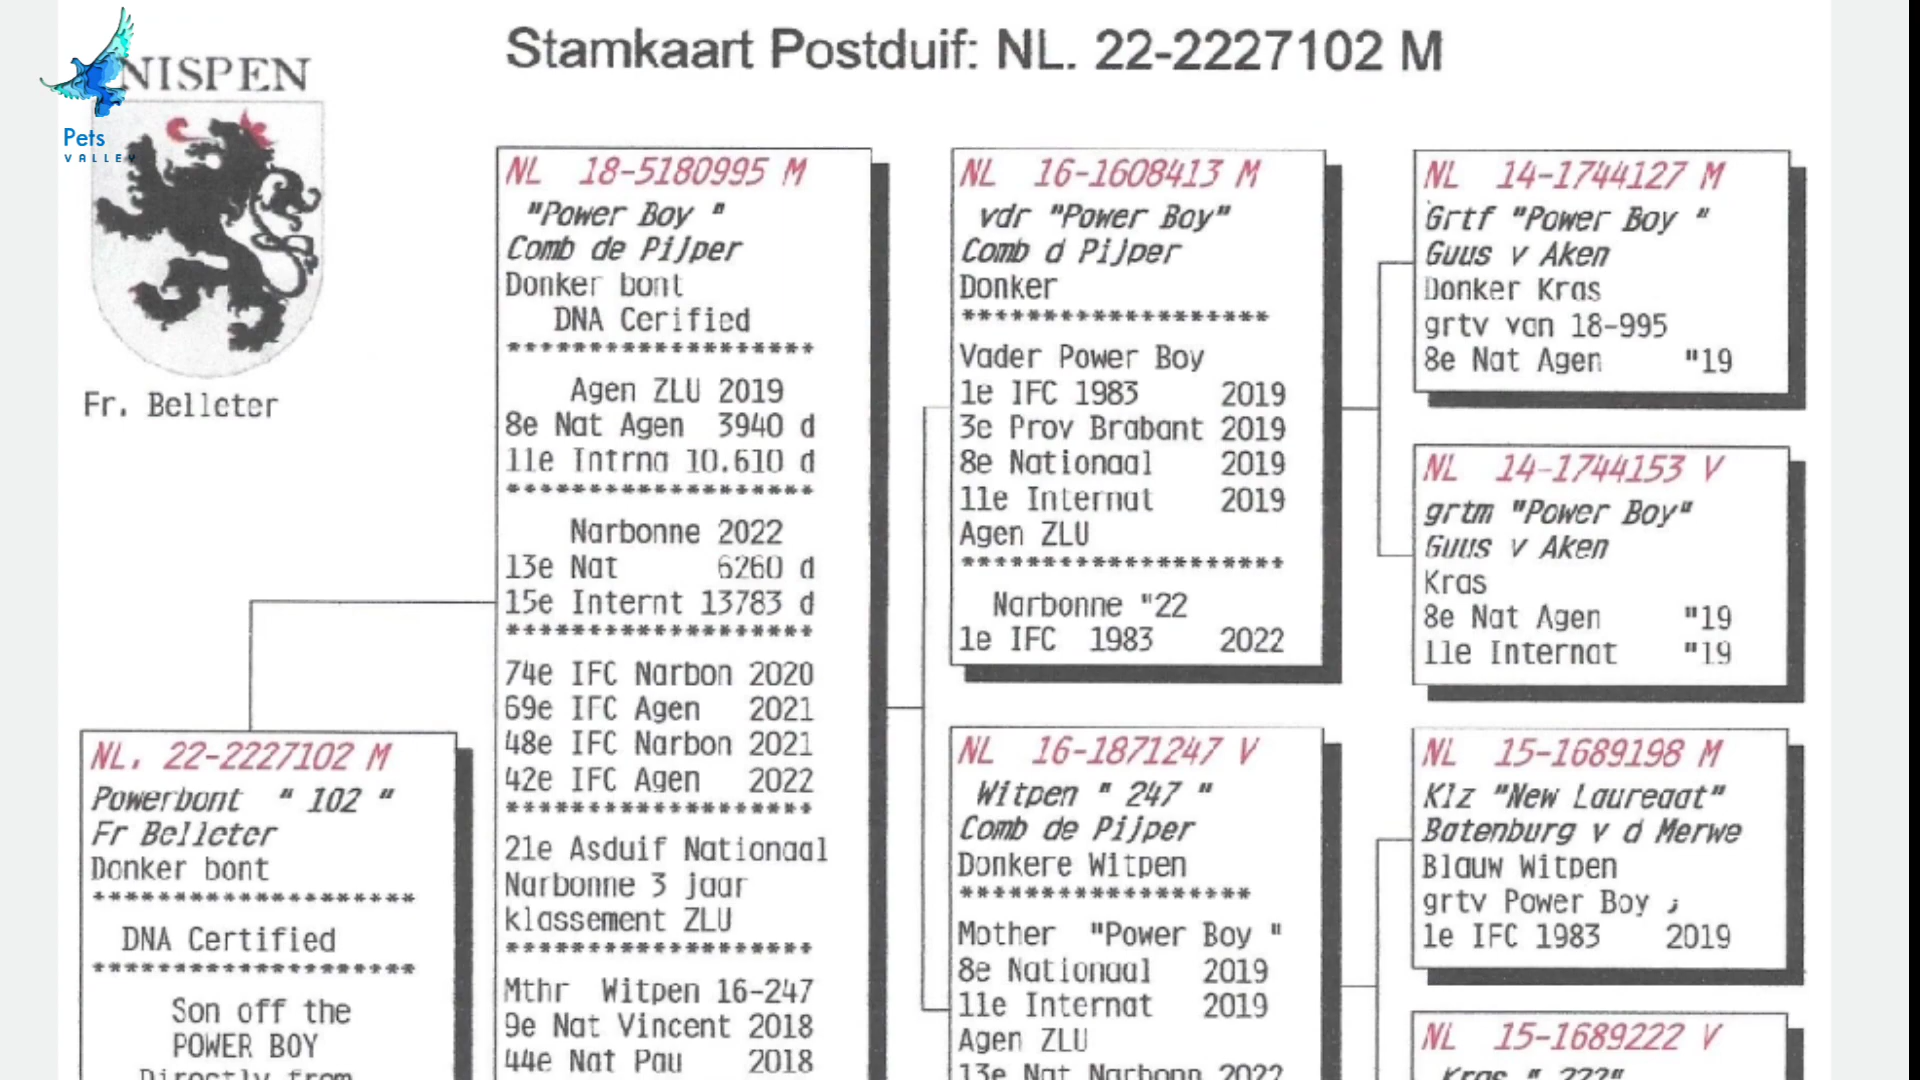 Stamkaart Postduif: NL. 22-2227102 M
NISPEN
Pets
VALLEY
Fr. Belleter
NL. 22-2227102 M
Powerbont " 102 "
Fr Belleter
Donker bont
*******************
DNA Certified
*******************
Son off the
POWER BOY
Directly from
NL 18-5180995 M
"Power Boy "
Comb de Pijper
Donker bont
DNA Cerified
*******************
Agen ZLU 2019
8e Nat Agen 3940 d
11e Intrna 10.610 d
*******************
Narbonne 2022
13e Nat 6260 d
15e Internt 13783 d
*******************
74e IFC Narbon 2020
69e IFC Agen 2021
48e IFC Narbon 2021
42e IFC Agen 2022
*******************
21e Asduif Nationaal
Narbonne 3 jaar
klassement ZLU
*******************
Mthr Witpen 16-247
9e Nat Vincent 2018
44e Nat Pau 2018
NL 16-1608413 M
vdr "Power Boy"
Comb d Pijper
Donker
*******************
Vader Power Boy
1e IFC 1983 2019
3e Prov Brabant 2019
8e Nationaal 2019
11e Internat 2019
Agen ZLU
********************
Narbonne "22
1e IFC 1983 2022
NL 16-1871247 V
Witpen " 247 "
Comb de Pijper
Donkere Witpen
******************
Mother "Power Boy "
8e Nationaal 2019
11e Internat 2019
Agen ZLU
13e Nat Narbonn 2022
NL 14-1744127 M
Grtf "Power Boy "
Guus v Aken
Donker Kras
grtv van 18-995
8e Nat Agen "19
NL 14-1744153 V
grtm "Power Boy"
Guus v Aken
Kras
8e Nat Agen "19
11e Internat "19
NL 15-1689198 M
Klz "New Laureaat"
Batenburg v d Merwe
Blauw Witpen
grtv Power Boy ;
1e IFC 1983 2019
NL 15-1689222 V
Kras " 222"